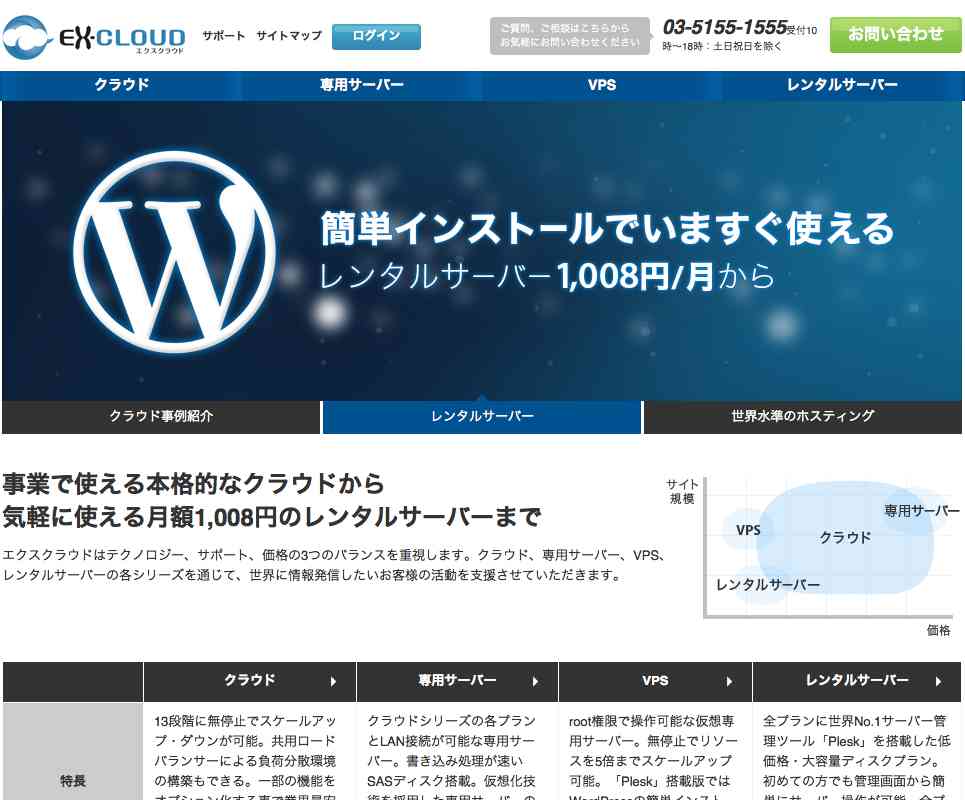 EX-CLOUD
エクスクラウド
サポート サイトマップ ログイン
ご質問、ご相談はこちらから
お気軽にお問い合わせください
03-5155-1555 受付10
時〜18時：土日祝日を除く
お問い合わせ
クラウド 専用サーバー VPS レンタルサーバー
W
簡単インストールでいますぐ使える
レンタルサーバー 1,008円/月から
クラウド事例紹介 レンタルサーバー 世界水準のホスティング
事業で使える本格的なクラウドから
気軽に使える月額1,008円のレンタルサーバーまで
エクスクラウドはテクノロジー、サポート、価格の3つのバランスを重視します。クラウド、専用サーバー、VPS、
レンタルサーバーの各シリーズを通じて、世界に情報発信したいお客様の活動を支援させていただきます。
サイト
規模
専用サーバー
VPS
クラウド
レンタルサーバー
価格
クラウド 専用サーバー VPS レンタルサーバー
特長
13段階に無停止でスケールアッ
プ・ダウンが可能。共用ロード
バランサーによる負荷分散環境
の構築もできる。一部の機能を
オプション化する事で業界最安
クラウドシリーズの各プラン
とLAN接続が可能な専用サー
バー。書き込み処理が速い
SASディスク搭載。仮想化技
術を採用した専用サーバーの
root権限で操作可能な仮想専
用サーバー。無停止でリソー
スを5倍までスケールアップ
可能。「Plesk」搭載版では
WordPressの簡単インスト
全プランに世界No.1サーバー管
理ツール「Plesk」を搭載した低
価格・大容量ディスクプラン。
初めての方でも管理画面から簡
単にサーバー操作が可能。全プ